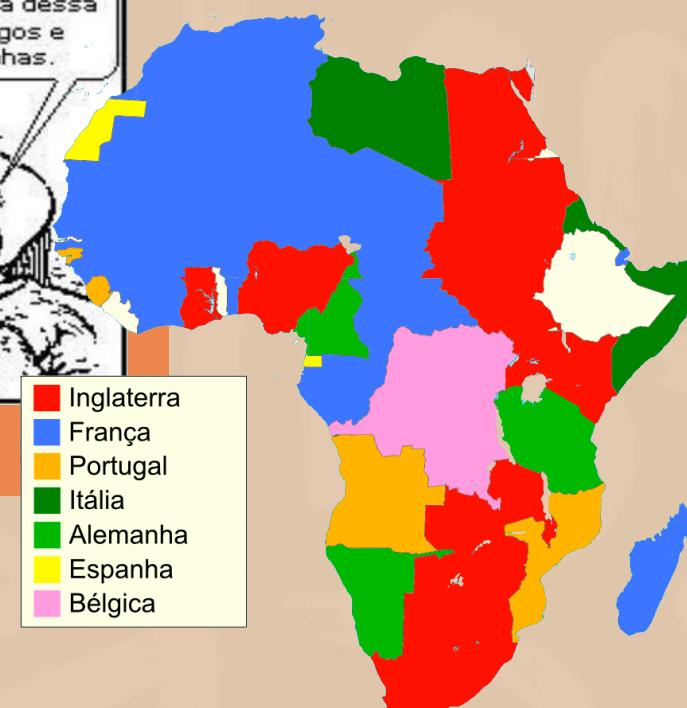 a dessa
gos e
has.
Inglaterra
França
Portugal
Itália
Alemanha
Espanha
Bélgica